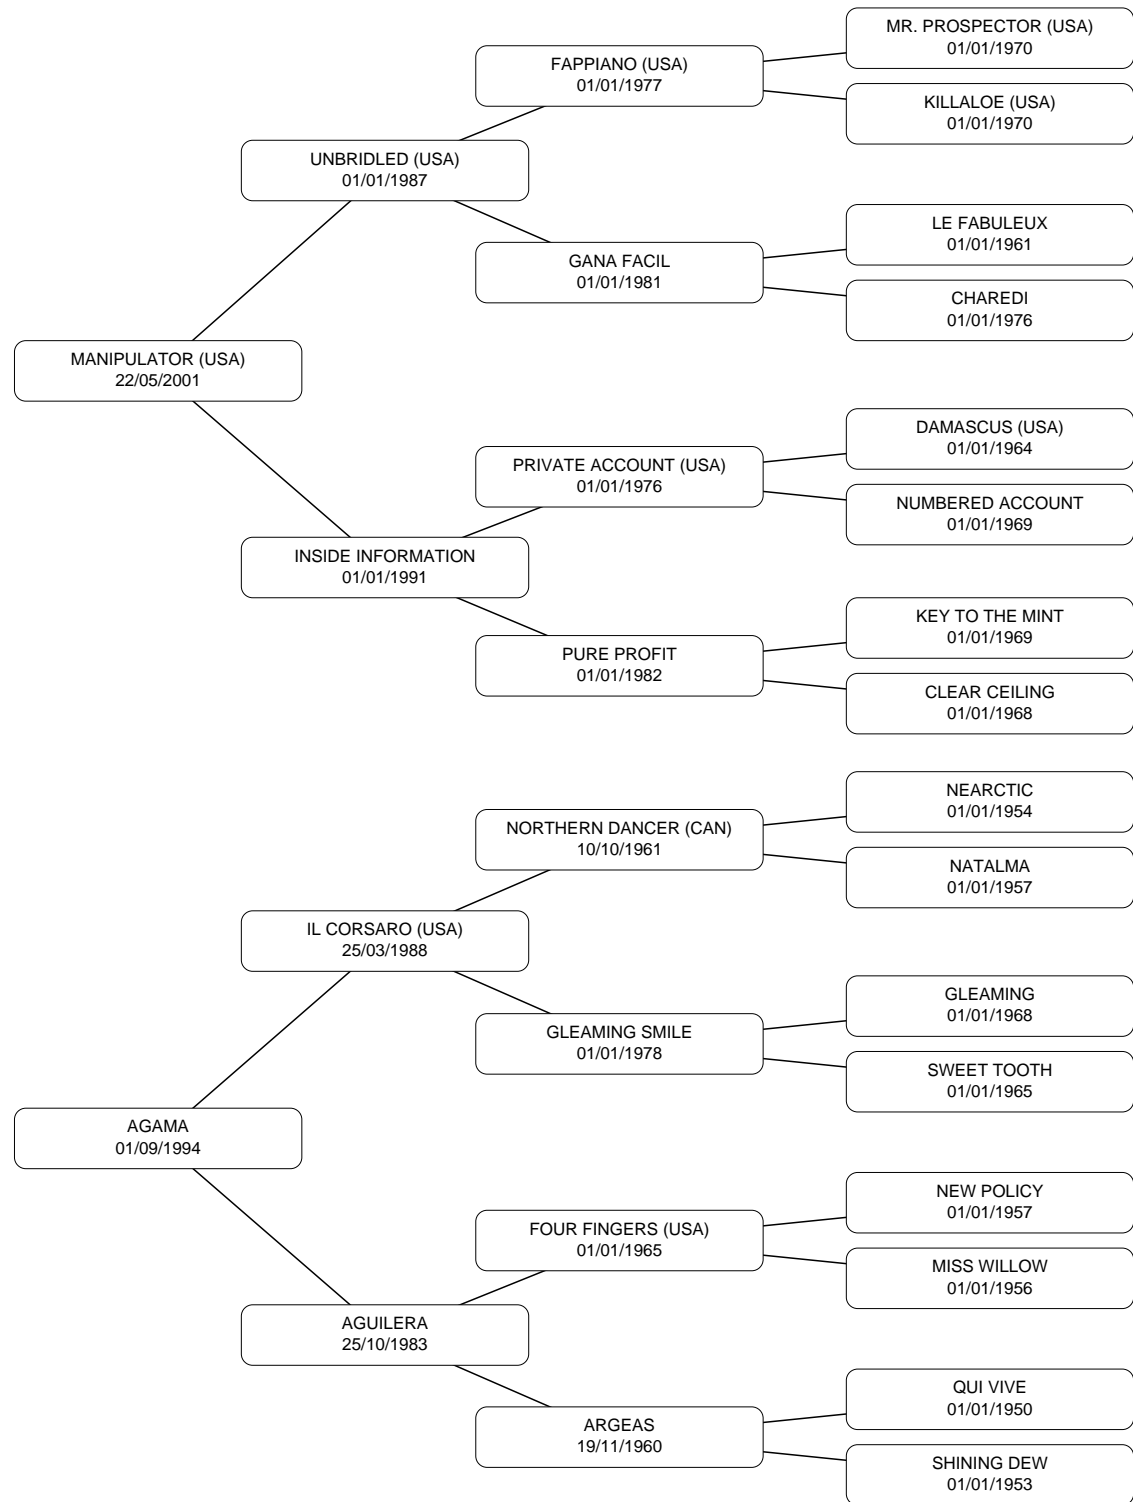 MR. PROSPECTOR (USA)
01/01/1970
FAPPIANO (USA)
01/01/1977
KILLALOE (USA)
01/01/1970
UNBRIDLED (USA)
01/01/1987
LE FABULEUX
01/01/1961
GANA FACIL
01/01/1981
CHAREDI
01/01/1976
MANIPULATOR (USA)
22/05/2001
DAMASCUS (USA)
01/01/1964
PRIVATE ACCOUNT (USA)
01/01/1976
NUMBERED ACCOUNT
01/01/1969
INSIDE INFORMATION
01/01/1991
KEY TO THE MINT
01/01/1969
PURE PROFIT
01/01/1982
CLEAR CEILING
01/01/1968
NEARCTIC
01/01/1954
NORTHERN DANCER (CAN)
10/10/1961
NATALMA
01/01/1957
IL CORSARO (USA)
25/03/1988
GLEAMING
01/01/1968
GLEAMING SMILE
01/01/1978
SWEET TOOTH
01/01/1965
AGAMA
01/09/1994
NEW POLICY
01/01/1957
FOUR FINGERS (USA)
01/01/1965
MISS WILLOW
01/01/1956
AGUILERA
25/10/1983
QUI VIVE
01/01/1950
ARGEAS
19/11/1960
SHINING DEW
01/01/1953